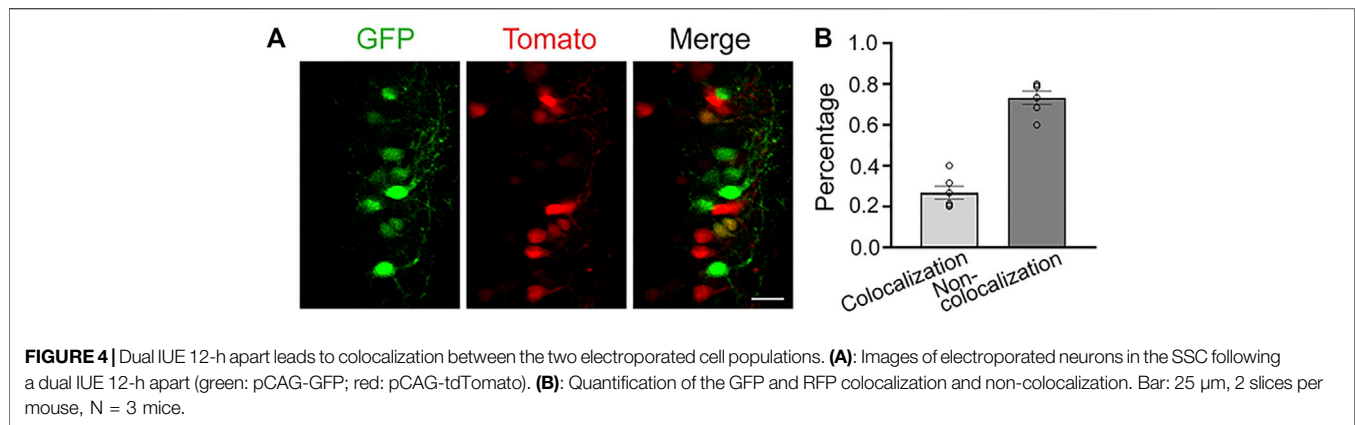 A GFP Tomato Merge B
Percentage
1.0
0.8
0.6
0.4
0.2
0.0
Colocalization
Non-
colocalization
FIGURE 4 | Dual IUE 12-h apart leads to colocalization between the two electroporated cell populations. (A): Images of electroporated neurons in the SSC following
a dual IUE 12-h apart (green: pCAG-GFP; red: pCAG-tdTomato). (B): Quantification of the GFP and RFP colocalization and non-colocalization. Bar: 25 µm, 2 slices per
mouse, N = 3 mice.